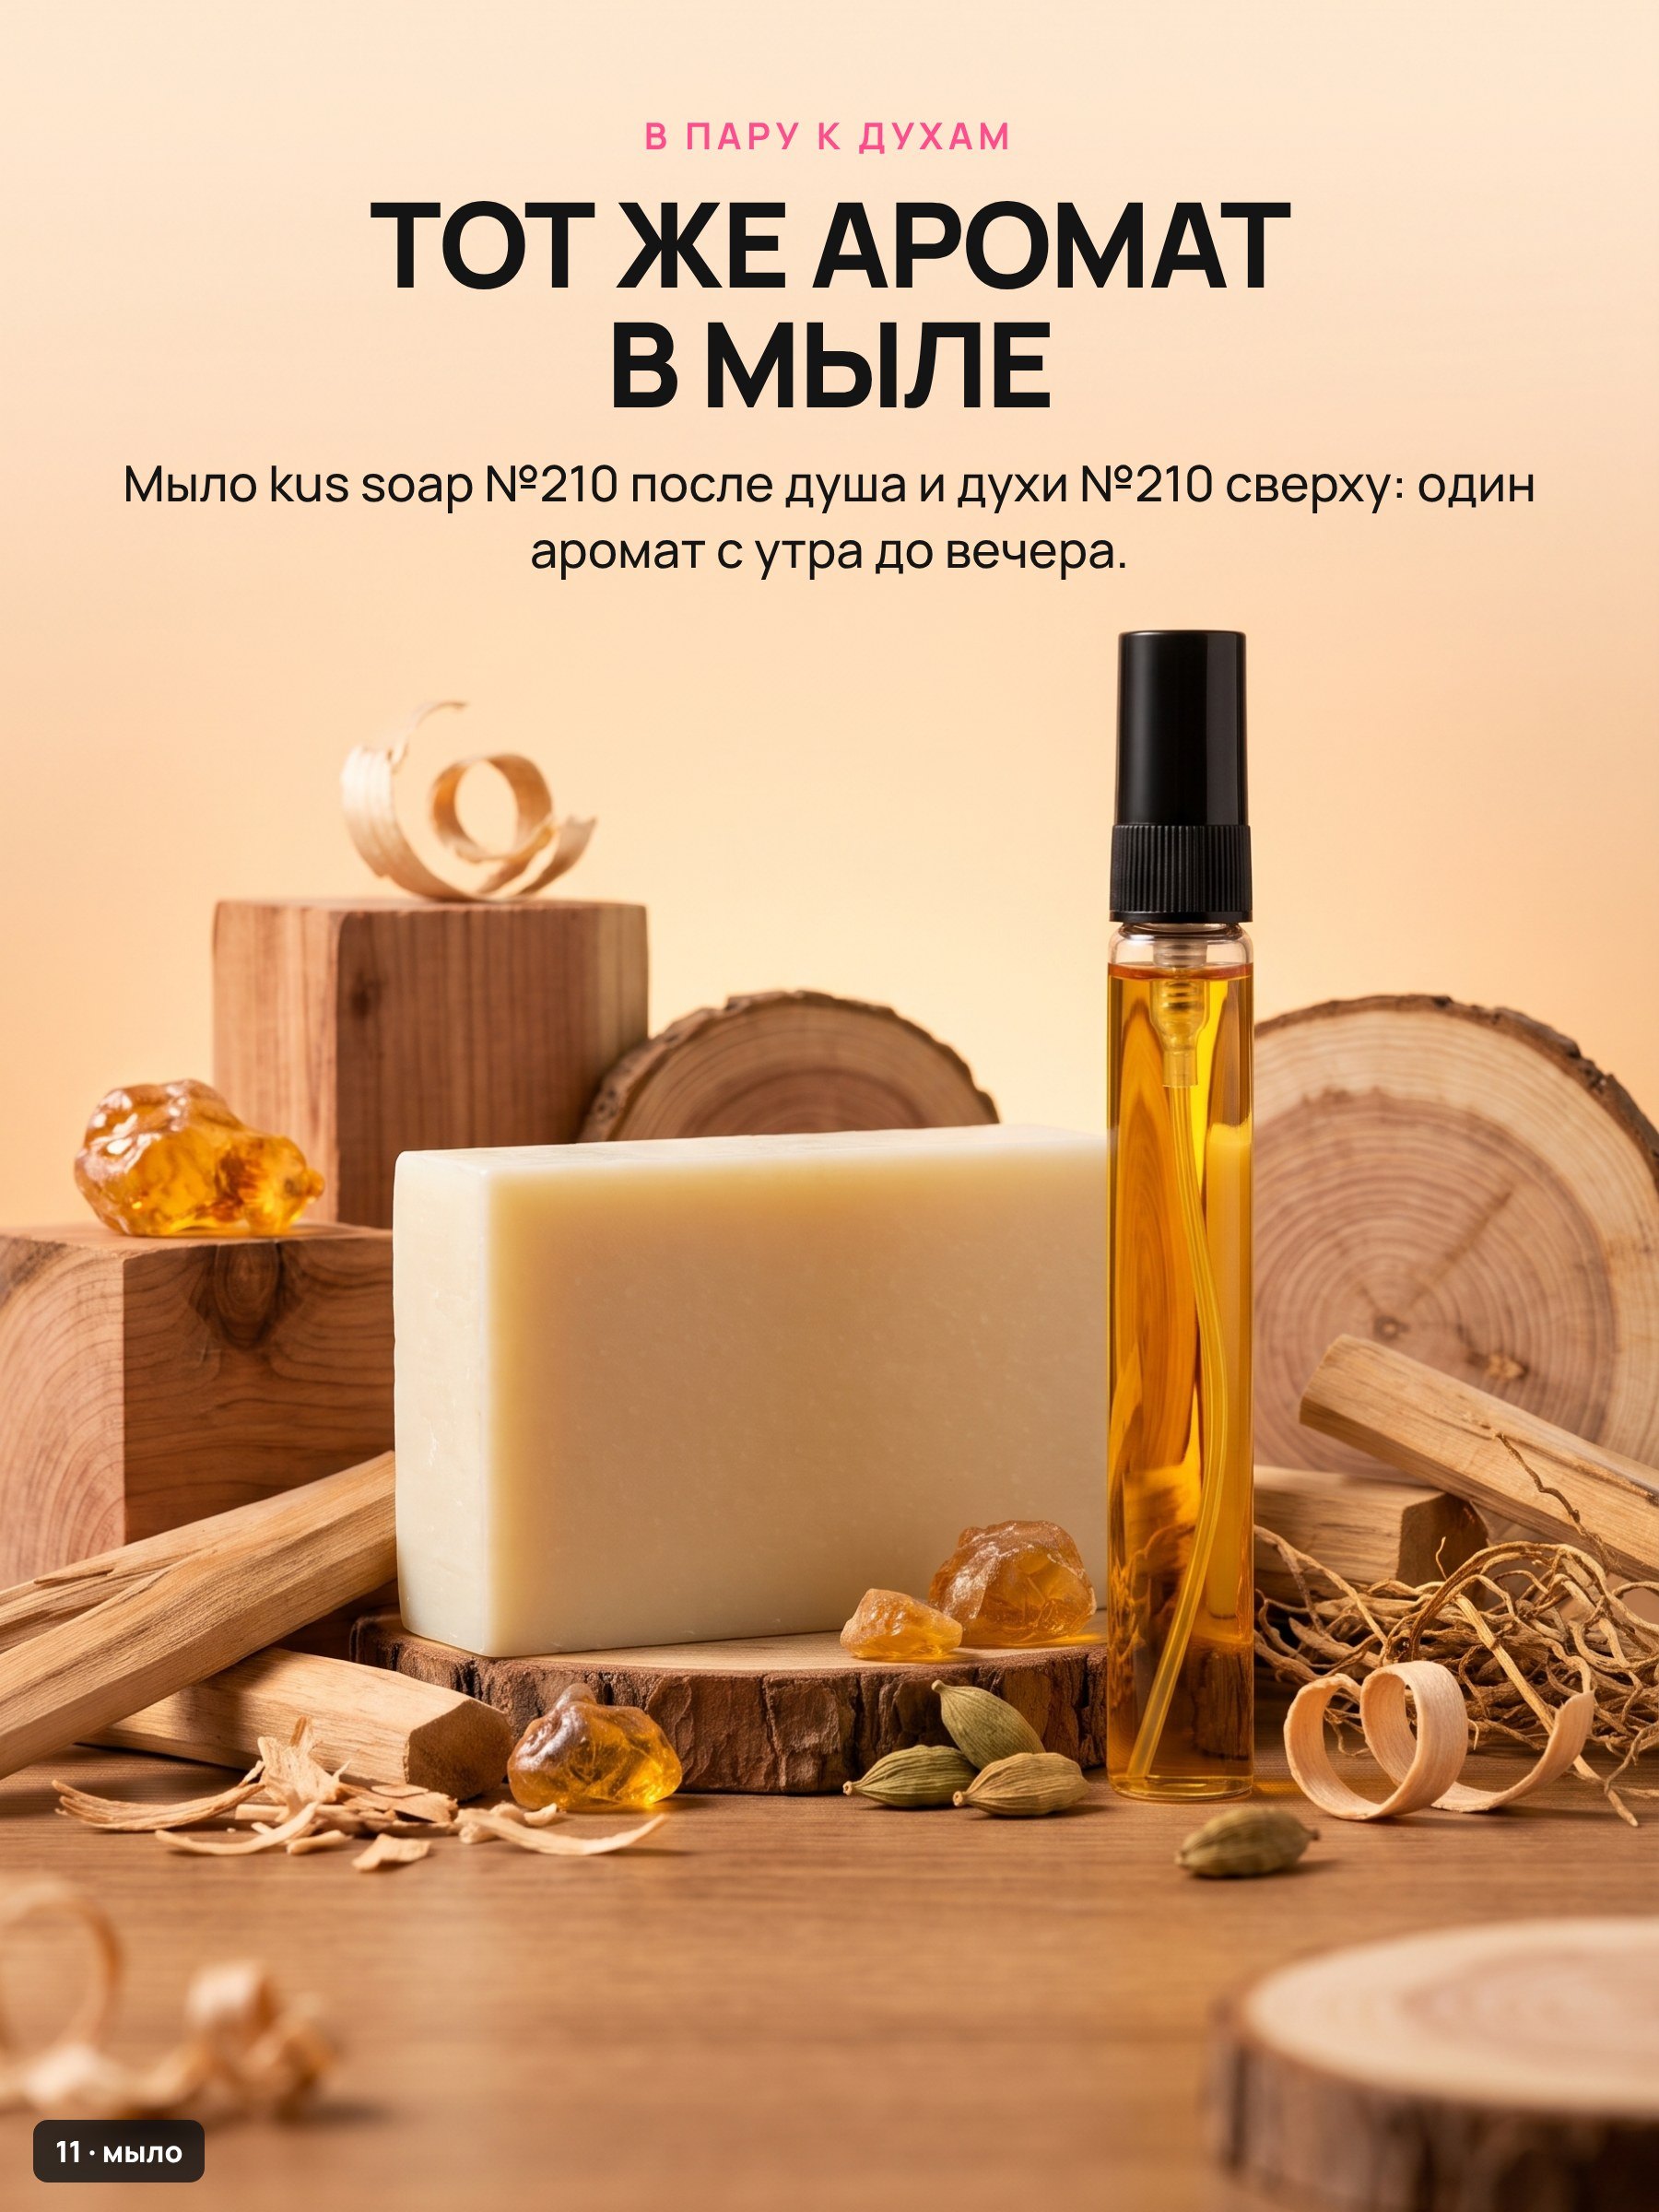 В ПАРУ К ДУХАМ
ТОТ ЖЕ АРОМАТ
В МЫЛЕ
Мыло kus soap №210 после душа и духи №210 сверху: один
аромат с утра до вечера.
11 · мыло